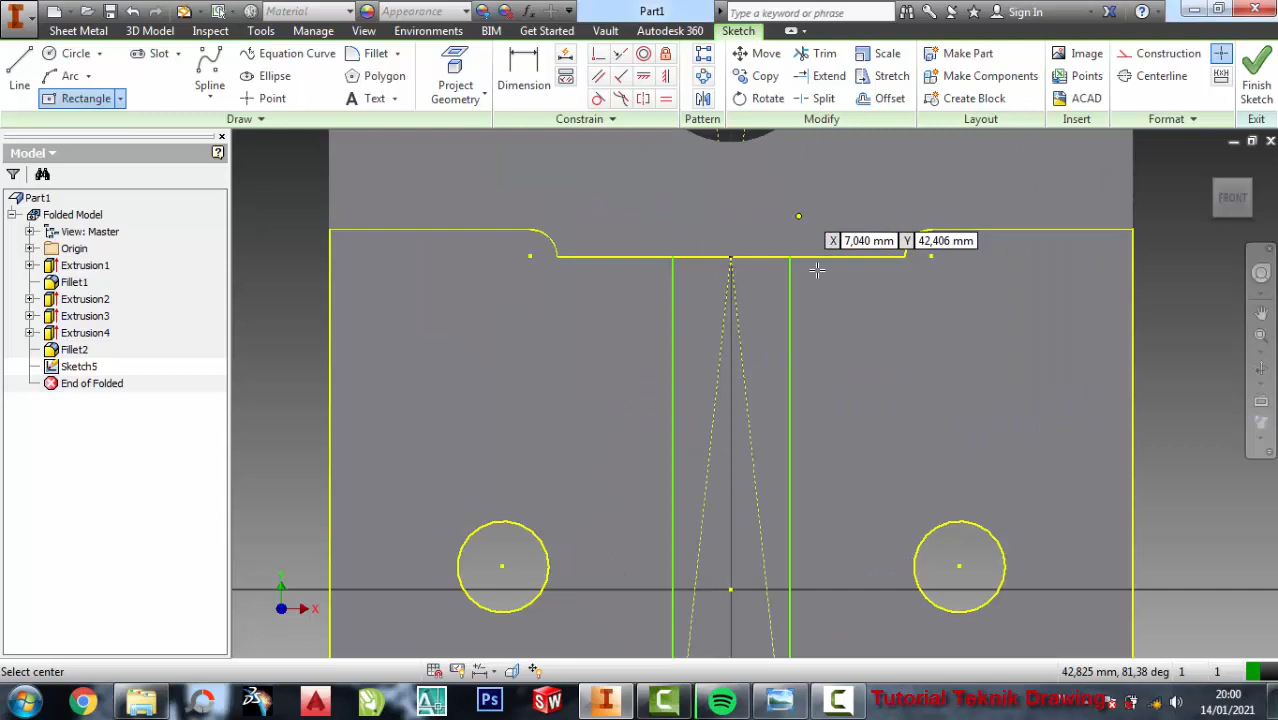 Material
Appearance
fx
Part1
Type a keyword or phrase
Sign In
Sheet Metal
3D Model
Inspect
Tools
Manage
View
Environments
BIM
Get Started
Vault
Autodesk 360
Sketch
Line
Circle
Arc
Rectangle
Slot
Spline
Equation Curve
Ellipse
Point
Fillet
Polygon
Text
Project
Geometry
Dimension
Move
Copy
Rotate
Trim
Extend
Split
Scale
Stretch
Offset
Make Part
Make Components
Create Block
Image
Points
ACAD
Construction
Centerline
Finish
Sketch
Draw
Constrain
Pattern
Modify
Layout
Insert
Format
Exit
Model
Part1
Folded Model
View: Master
Origin
Extrusion1
Fillet1
Extrusion2
Extrusion3
Extrusion4
Fillet2
Sketch5
End of Folded
FRONT
X 7,040 mm Y 42,406 mm
X
Select center
42,825 mm, 81,38 deg 1 1
Ps
SW
Tutorial Teknik Drawing
20:00
14/01/2021